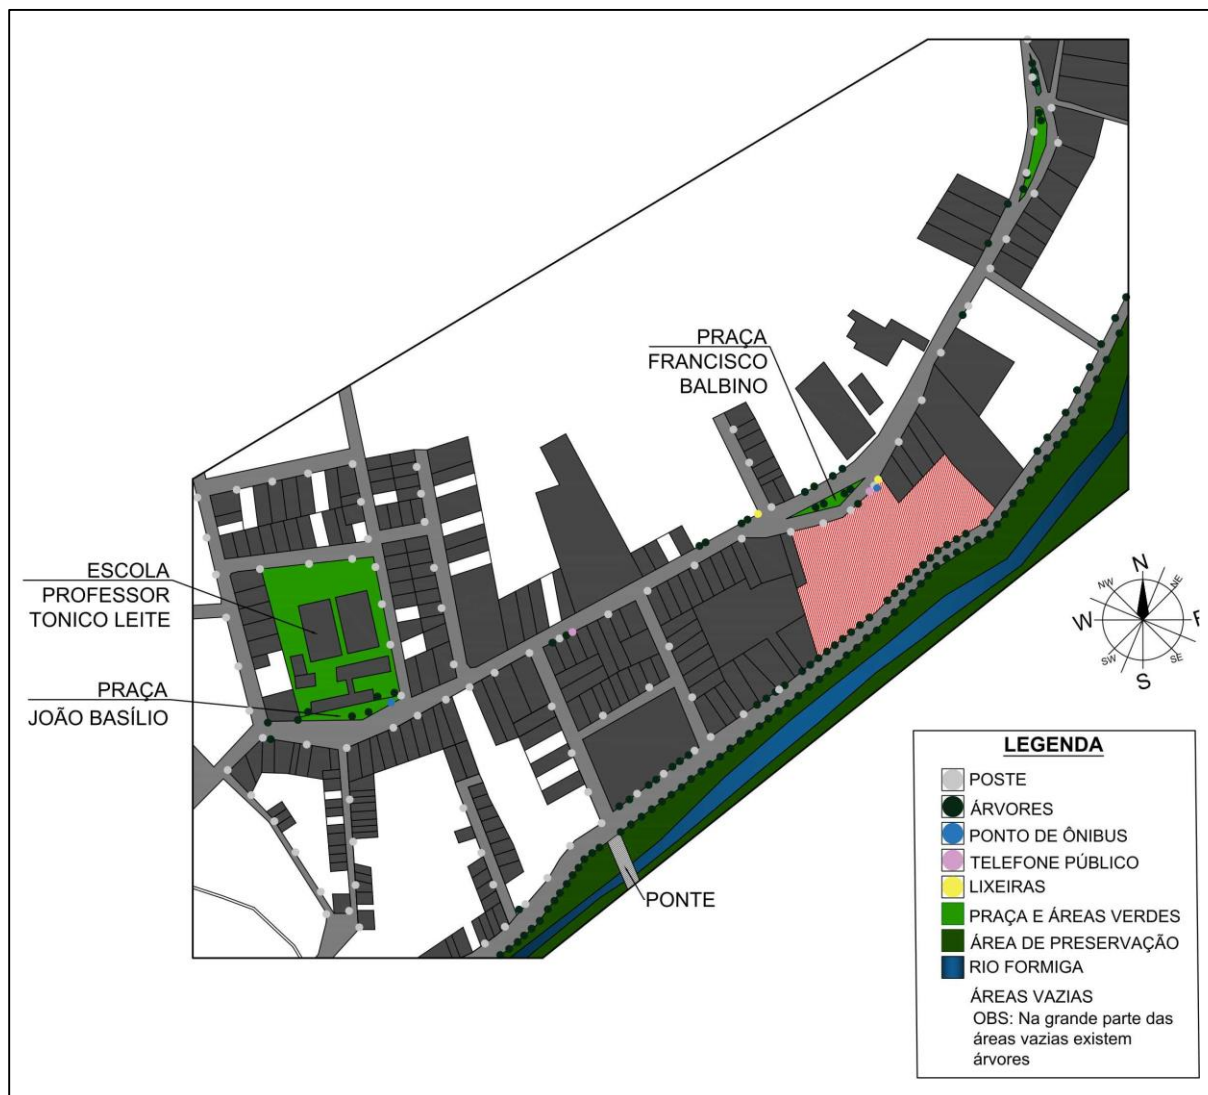 PRAÇA
FRANCISCO
BALBINO
ESCOLA
PROFESSOR
TONICO LEITE
PRAÇA
JOÃO BASÍLIO
PONTE
N
NW
NE
W
E
SW
SE
S
LEGENDA
POSTE
ÁRVORES
PONTO DE ÔNIBUS
TELEFONE PÚBLICO
LIXEIRAS
PRAÇA E ÁREAS VERDES
ÁREA DE PRESERVAÇÃO
RIO FORMIGA
ÁREAS VAZIAS
OBS: Na grande parte das
áreas vazias existem
árvores